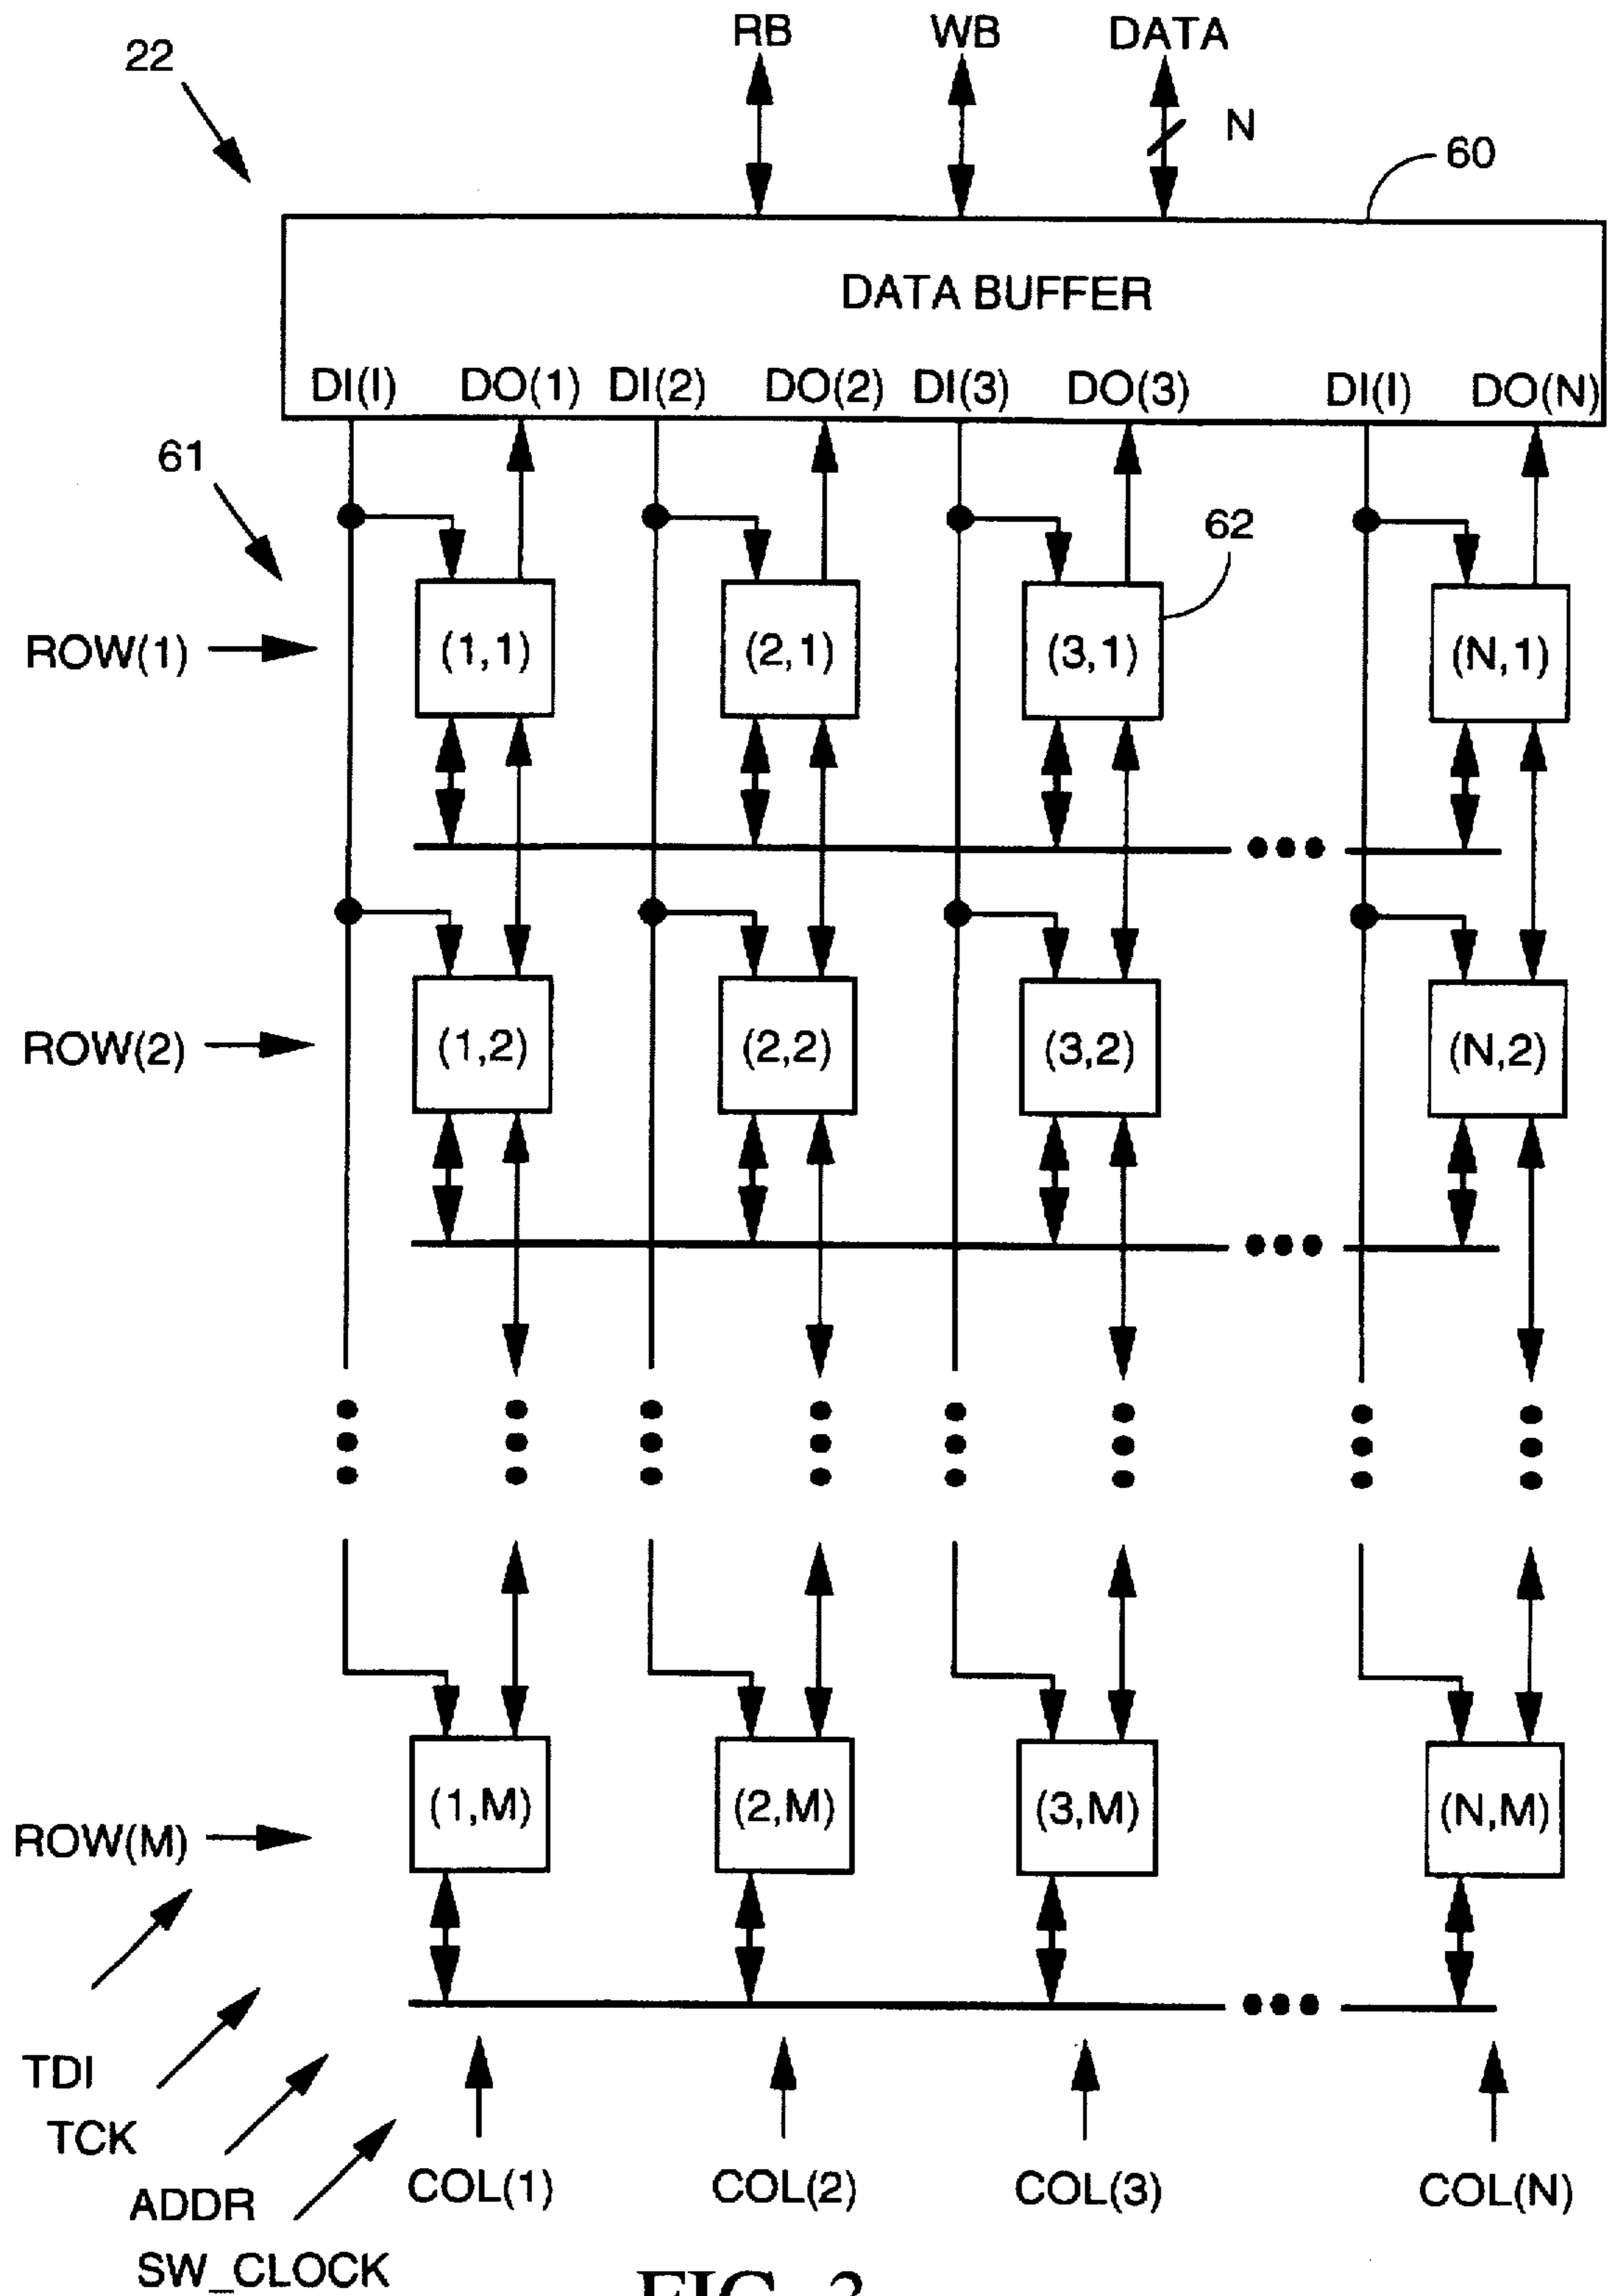 RB WB DATA
22
N
60
DATA BUFFER
DI(I) DO(1) DI(2) DO(2) DI(3) DO(3) DI(I) DO(N)
61
62
ROW(1) (1,1) (2,1) (3,1) (N,1)
ROW(2) (1,2) (2,2) (3,2) (N,2)
ROW(M) (1,M) (2,M) (3,M) (N,M)
TDI
TCK
ADDR
SW_CLOCK
COL(1) COL(2) COL(3) COL(N)